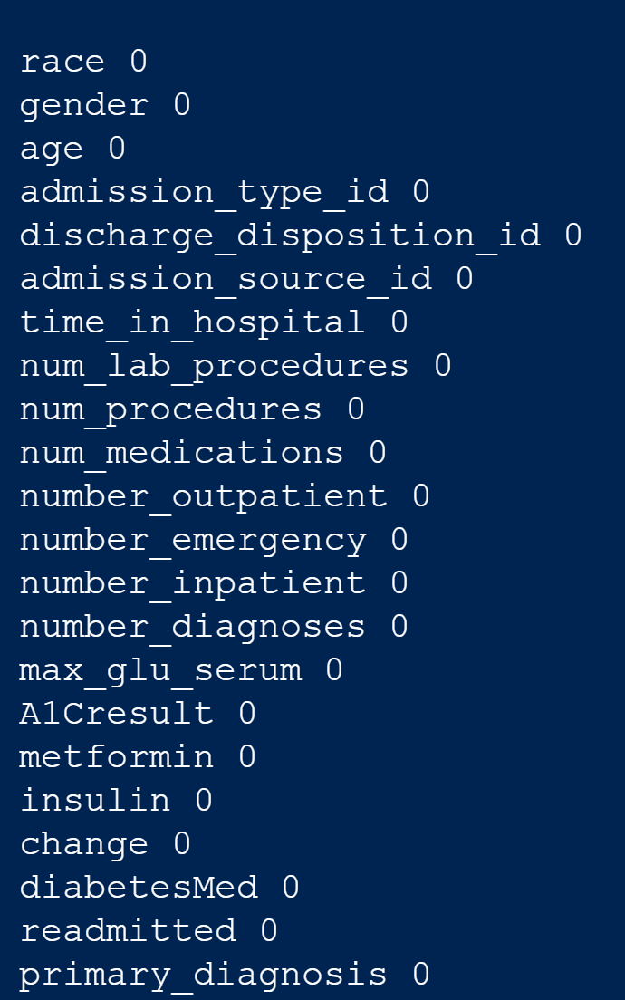 race 0
gender 0
age 0
admission_type_id 0
discharge_disposition_id 0
admission_source_id 0
time_in_hospital 0
num_lab_procedures 0
num_procedures 0
num_medications 0
number_outpatient 0
number_emergency 0
number_inpatient 0
number_diagnoses 0
max_glu_serum 0
A1Cresult 0
metformin 0
insulin 0
change 0
diabetesMed 0
readmitted 0
primary_diagnosis 0